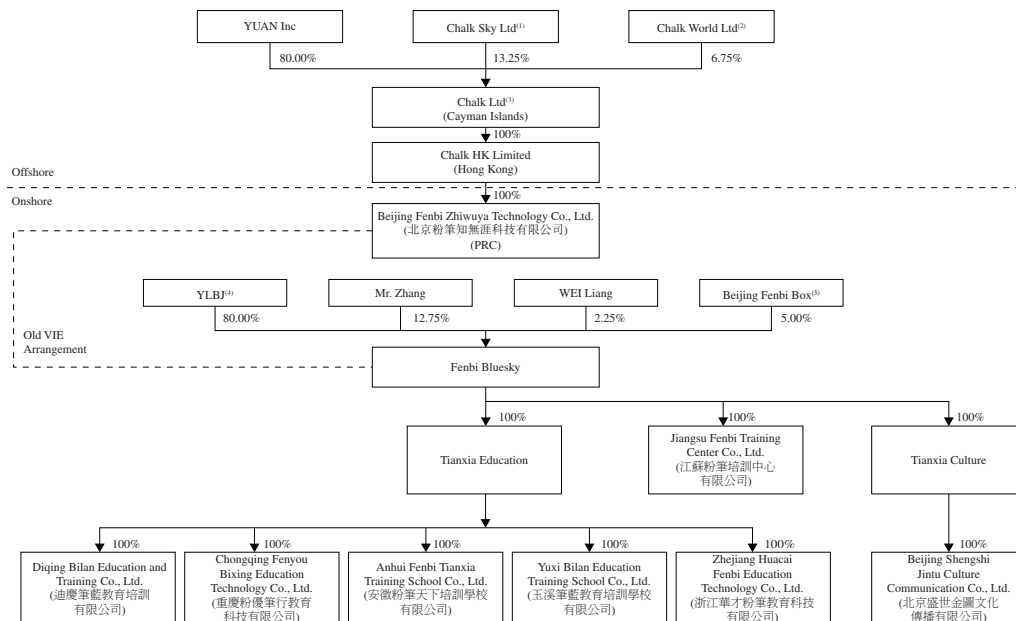 YUAN Inc
Chalk Sky Ltd(1)
Chalk World Ltd(2)
80.00%
13.25%
6.75%
Chalk Ltd(3)
(Cayman Islands)
100%
Chalk HK Limited
(Hong Kong)
Offshore
Onshore
100%
Beijing Fenbi Zhiwuya Technology Co., Ltd.
(北京粉筆知無涯科技有限公司)
(PRC)
YLBJ(4)
Mr. Zhang
WEI Liang
Beijing Fenbi Box(5)
80.00%
12.75%
2.25%
5.00%
Old VIE
Arrangement
Fenbi Bluesky
100%
100%
100%
Tianxia Education
Jiangsu Fenbi Training
Center Co., Ltd.
(江蘇粉筆培訓中心
有限公司)
Tianxia Culture
100%
100%
100%
100%
100%
100%
Diqing Bilan Education and
Training Co., Ltd.
(迪慶筆藍教育培訓
有限公司)
Chongqing Fenyou
Bixing Education
Technology Co., Ltd.
(重慶粉優筆行教育
科技有限公司)
Anhui Fenbi Tianxia
Training School Co., Ltd.
(安徽粉筆天下培訓學校
有限公司)
Yuxi Bilan Education
Training School Co., Ltd.
(玉溪筆藍教育培訓學校
有限公司)
Zhejiang Huacai
Fenbi Education
Technology Co., Ltd.
(浙江華才粉筆教育科技
有限公司)
Beijing Shengshi
Jintu Culture
Communication Co., Ltd.
(北京盛世金圖文化
傳播有限公司)